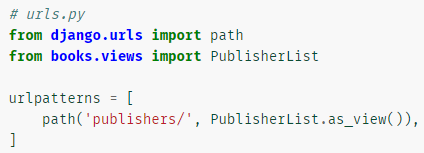 # urls.py
from django.urls import path
from books.views import PublisherList

urlpatterns = [
    path('publishers/', PublisherList.as_view()),
]